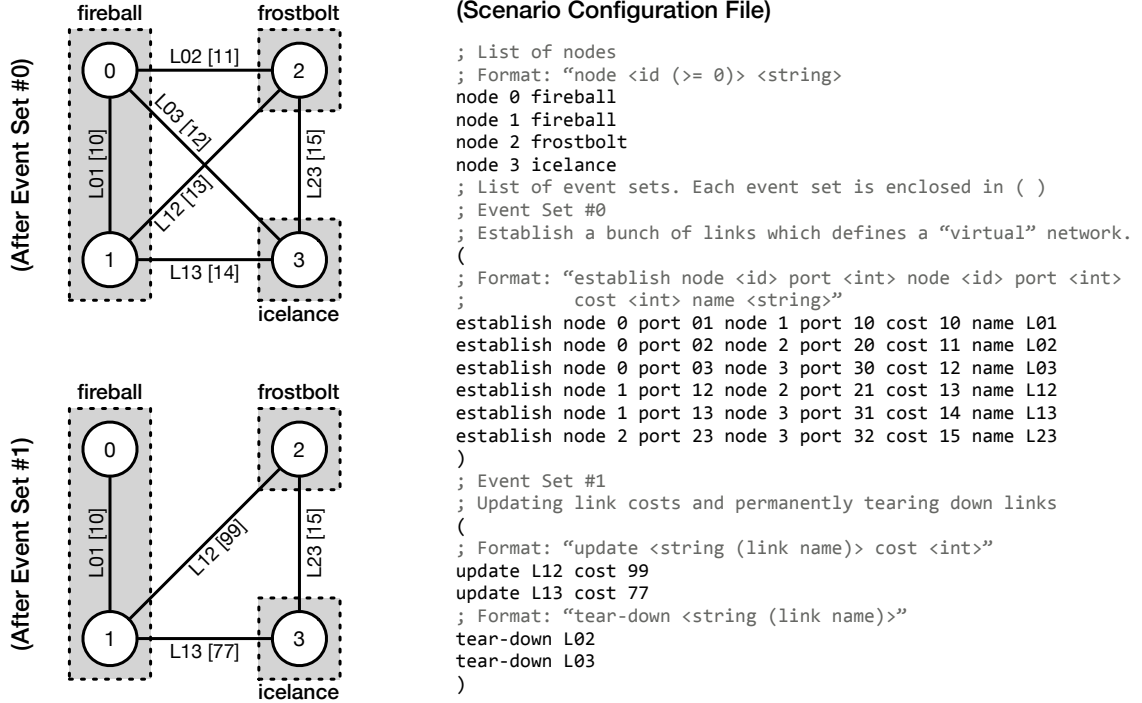 (After Event Set #0)
fireball
frostbolt
0
2
L02 [11]
L03 [12]
L01 [10]
L12 [13]
L23 [15]
1
3
L13 [14]
icelance
(After Event Set #1)
fireball
frostbolt
0
2
L01 [10]
L12 [99]
L23 [15]
1
3
L13 [77]
icelance
(Scenario Configuration File)
; List of nodes
; Format: “node <id (>= 0)> <string>
node 0 fireball
node 1 fireball
node 2 frostbolt
node 3 icelance
; List of event sets. Each event set is enclosed in ( )
; Event Set #0
; Establish a bunch of links which defines a “virtual” network.
(
; Format: “establish node <id> port <int> node <id> port <int>
;          cost <int> name <string>”
establish node 0 port 01 node 1 port 10 cost 10 name L01
establish node 0 port 02 node 2 port 20 cost 11 name L02
establish node 0 port 03 node 3 port 30 cost 12 name L03
establish node 1 port 12 node 2 port 21 cost 13 name L12
establish node 1 port 13 node 3 port 31 cost 14 name L13
establish node 2 port 23 node 3 port 32 cost 15 name L23
)
; Event Set #1
; Updating link costs and permanently tearing down links
(
; Format: “update <string (link name)> cost <int>”
update L12 cost 99
update L13 cost 77
; Format: “tear-down <string (link name)>”
tear-down L02
tear-down L03
)